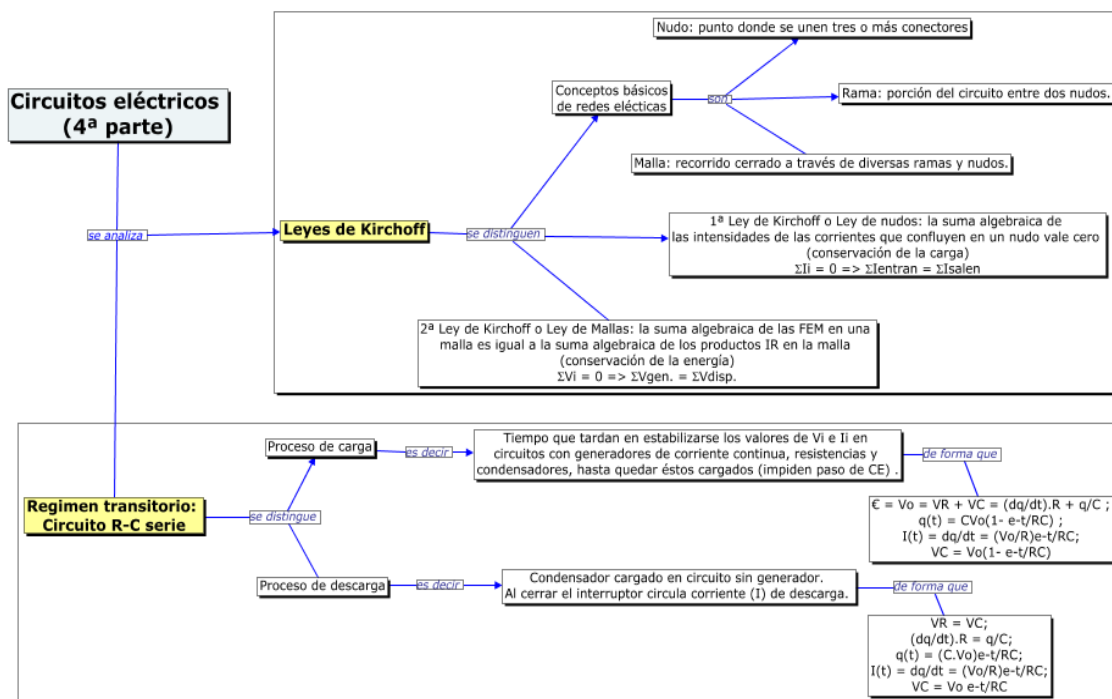 Circuitos eléctricos
(4ª parte)
se analiza
Leyes de Kirchoff
se distinguen
Conceptos básicos
de redes elécticas
son
Nudo: punto donde se unen tres o más conectores
Rama: porción del circuito entre dos nudos.
Malla: recorrido cerrado a través de diversas ramas y nudos.
1ª Ley de Kirchoff o Ley de nudos: la suma algebraica de
las intensidades de las corrientes que confluyen en un nudo vale cero
(conservación de la carga)
ΣIi = 0 => ΣIentran = ΣIsalen
2ª Ley de Kirchoff o Ley de Mallas: la suma algebraica de las FEM en una
malla es igual a la suma algebraica de los productos IR en la malla
(conservación de la energía)
ΣVi = 0 => ΣVgen. = ΣVdisp.
Regimen transitorio:
Circuito R-C serie
se distingue
Proceso de carga
es decir
Tiempo que tardan en estabilizarse los valores de Vi e Ii en
circuitos con generadores de corriente continua, resistencias y
condensadores, hasta quedar éstos cargados (impiden paso de CE) .
de forma que
€ = Vo = VR + VC = (dq/dt).R + q/C ;
q(t) = CVo(1- e-t/RC) ;
I(t) = dq/dt = (Vo/R)e-t/RC;
VC = Vo(1- e-t/RC)
Proceso de descarga
es decir
Condensador cargado en circuito sin generador.
Al cerrar el interruptor circula corriente (I) de descarga.
de forma que
VR = VC;
(dq/dt).R = q/C;
q(t) = (C.Vo)e-t/RC;
I(t) = dq/dt = (Vo/R)e-t/RC;
VC = Vo e-t/RC